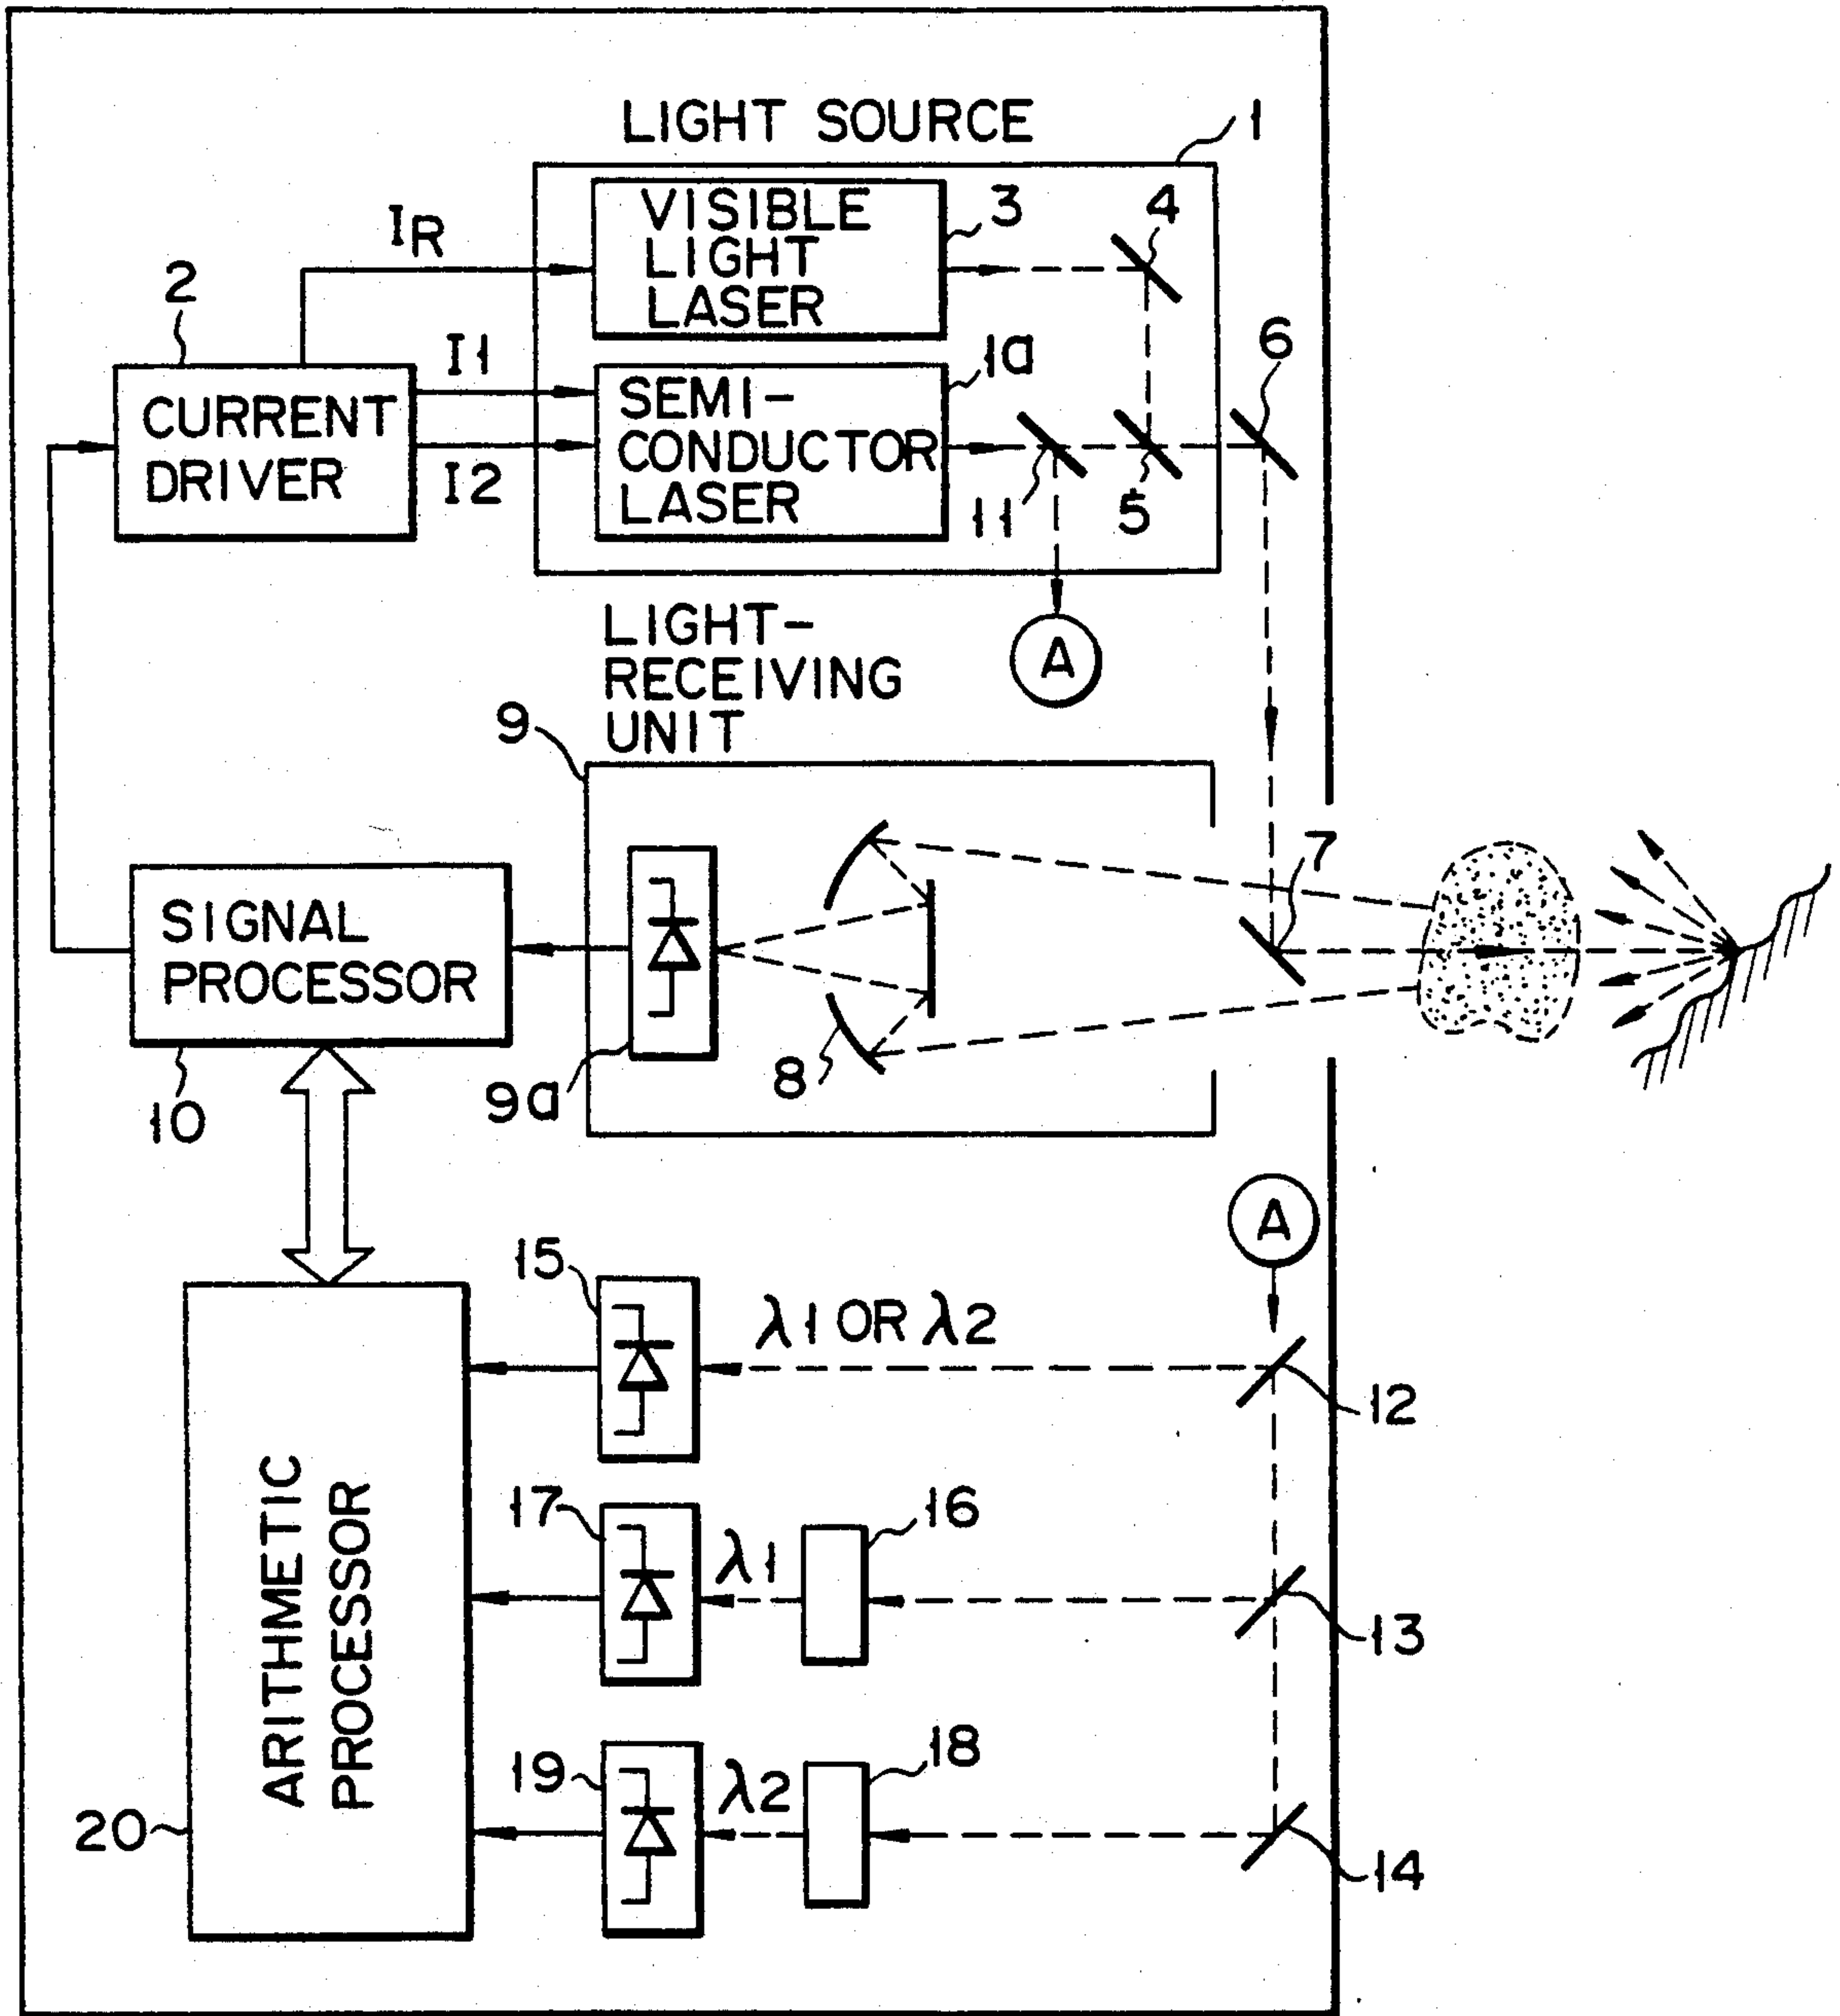 LIGHT SOURCE
1
VISIBLE
LIGHT
LASER
3
4
IR
2
I1
1a
6
CURRENT
DRIVER
SEMI-
CONDUCTOR
LASER
I2
11
5
LIGHT-
RECEIVING
UNIT
A
9
7
SIGNAL
PROCESSOR
10
9a
8
A
15
λ1 OR λ2
12
17
λ1
16
13
ARITHMETIC
PROCESSOR
19
λ2
18
20
14